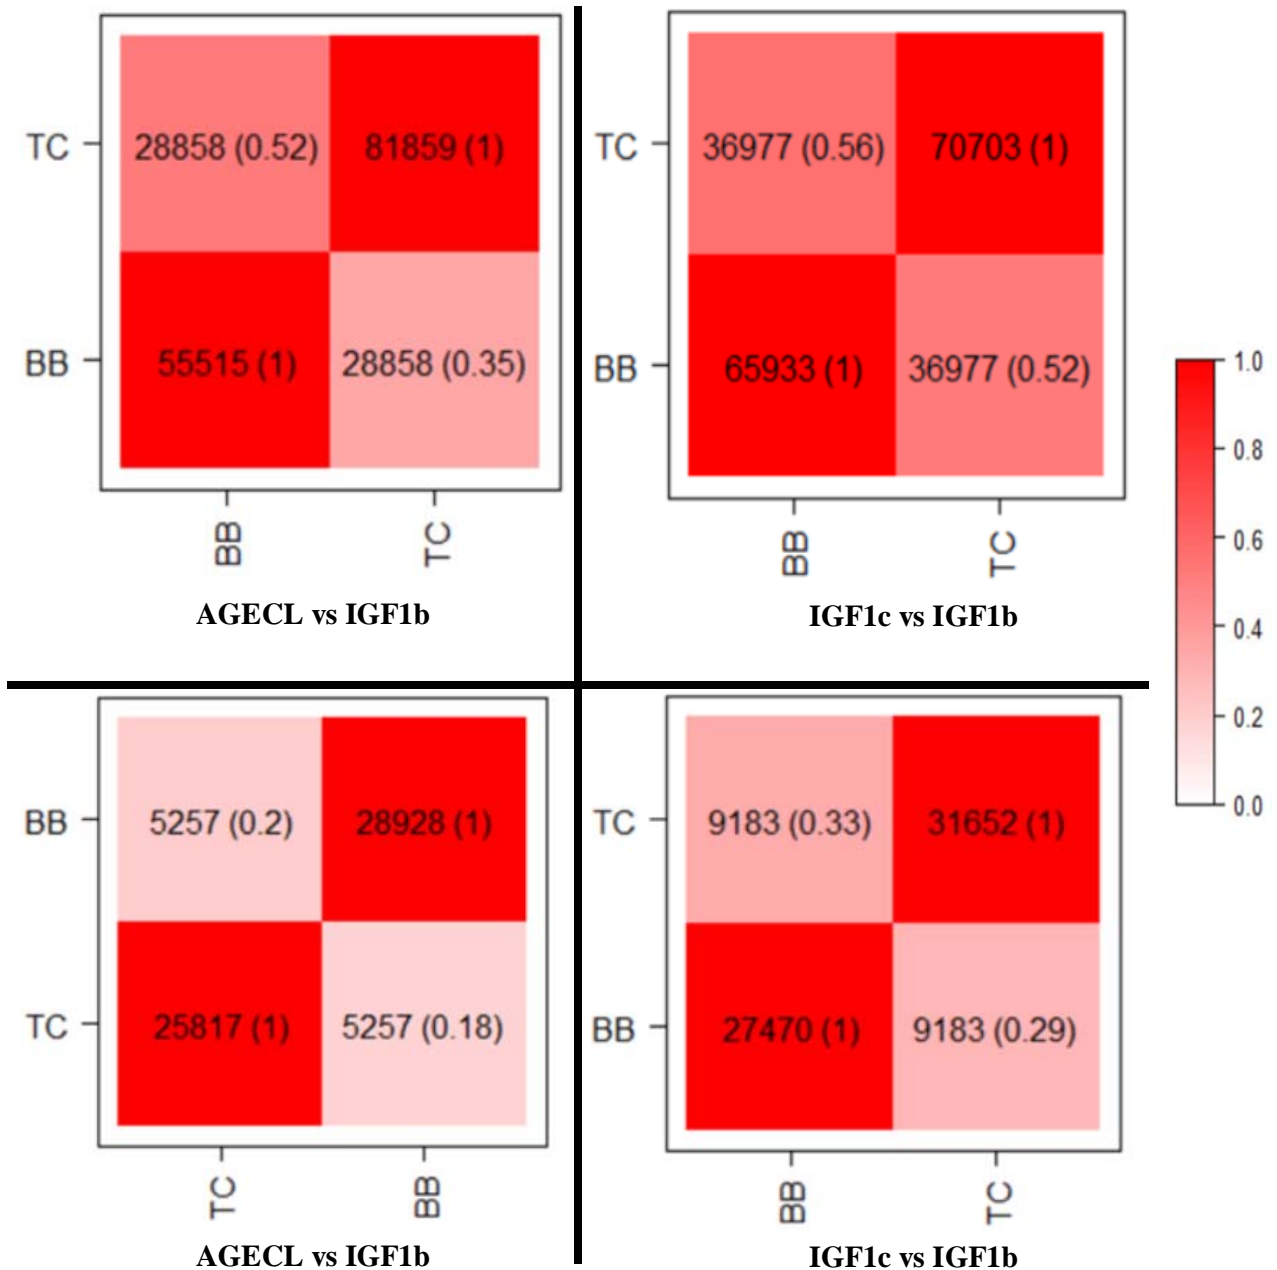 TC 28858 (0.52) 81859 (1)
BB 55515 (1) 28858 (0.35)
BB TC
AGECL vs IGF1b
TC 36977 (0.56) 70703 (1)
BB 65933 (1) 36977 (0.52)
BB TC
IGF1c vs IGF1b
1.0
0.8
0.6
0.4
0.2
0.0
BB 5257 (0.2) 28928 (1)
TC 25817 (1) 5257 (0.18)
TC BB
AGECL vs IGF1b
TC 9183 (0.33) 31652 (1)
BB 27470 (1) 9183 (0.29)
BB TC
IGF1c vs IGF1b